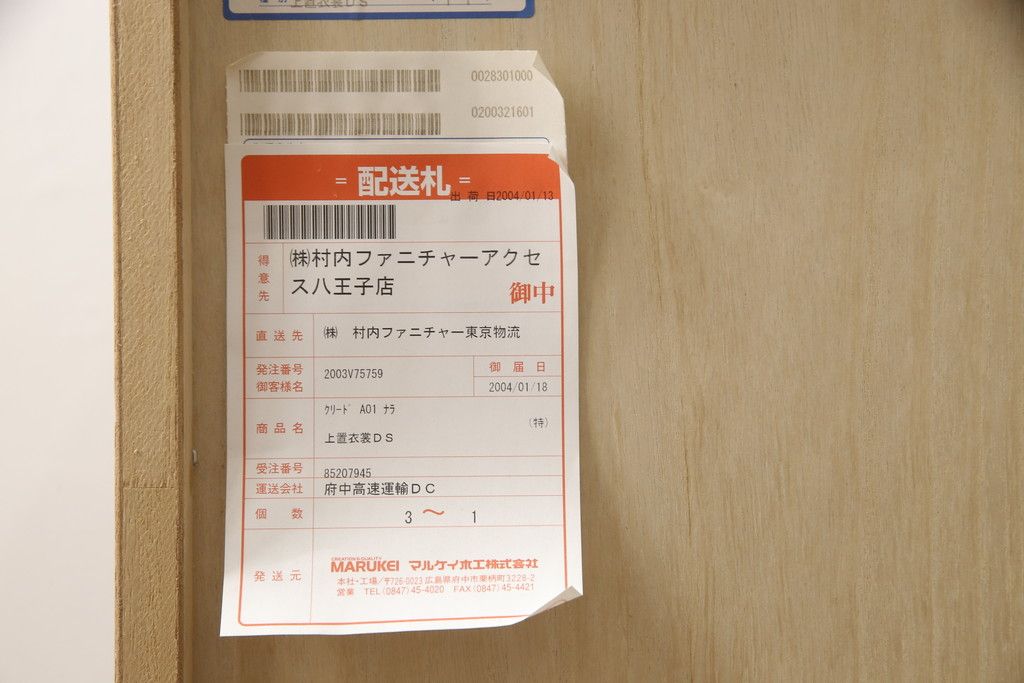 上置衣裳DS
0028301000
0200321601
= 配送札 =
出 荷 日2004/01/13
得意先
㈱村内ファニチャーアクセ
ス八王子店
御中
直送先 ㈱ 村内ファニチャー東京物流
発注番号
御客様名
2003V75759
御届日
2004/01/18
商品名
クリード A01 ナラ
(特)
上置衣裳DS
受注番号 85207945
運送会社 府中高速運輸DC
個数 3 〜 1
発送元
CREATION & QUALITY
MARUKEI マルケイ木工株式会社
本社・工場/〒726-0023 広島県府中市栗柄町3228-2
営業 TEL(0847)45-4020 FAX(0847)45-4421